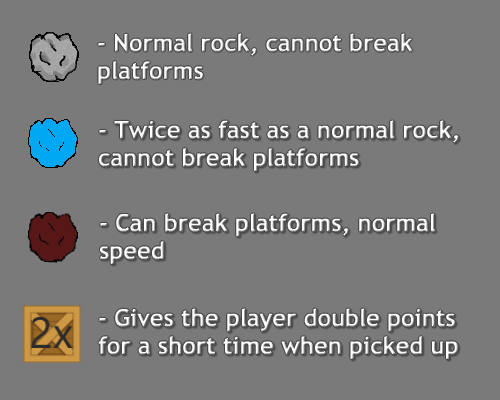 - Normal rock, cannot break
platforms
- Twice as fast as a normal rock,
cannot break platforms
- Can break platforms, normal
speed
2x
- Gives the player double points
for a short time when picked up